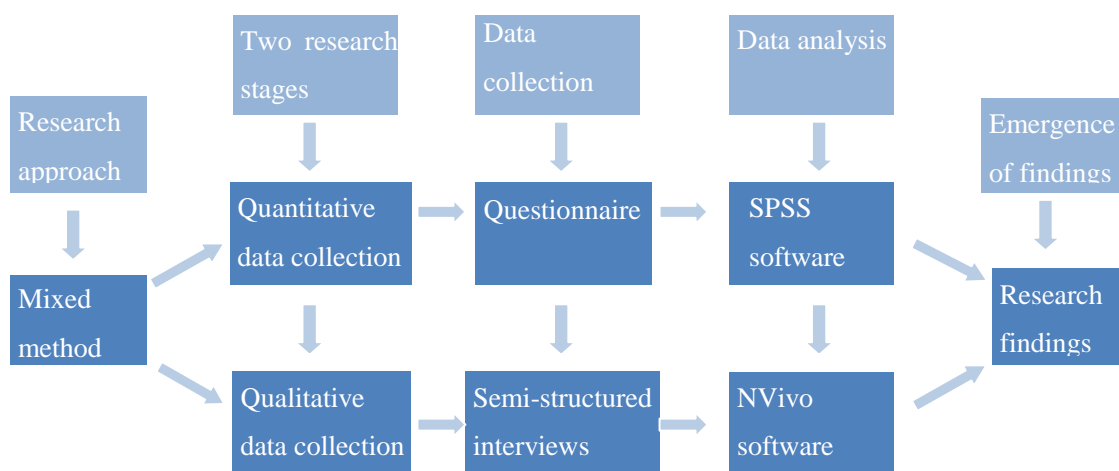 Two research
stages
Data
collection
Data analysis
Research
approach
Emergence
of findings
Quantitative
data collection
Questionnaire
SPSS
software
Mixed
method
Research
findings
Qualitative
data collection
Semi-structured
interviews
NVivo
software